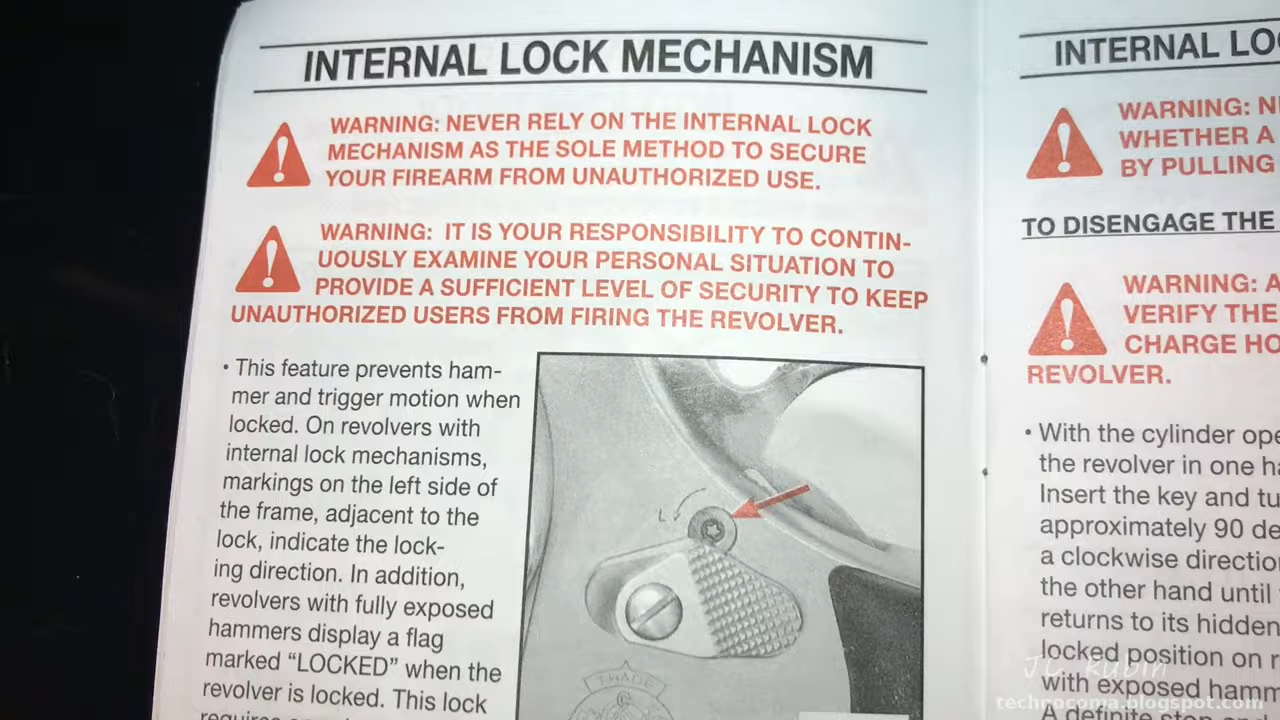 INTERNAL LOCK MECHANISM
WARNING: NEVER RELY ON THE INTERNAL LOCK
MECHANISM AS THE SOLE METHOD TO SECURE
YOUR FIREARM FROM UNAUTHORIZED USE.
WARNING: IT IS YOUR RESPONSIBILITY TO CONTIN-
UOUSLY EXAMINE YOUR PERSONAL SITUATION TO
PROVIDE A SUFFICIENT LEVEL OF SECURITY TO KEEP
UNAUTHORIZED USERS FROM FIRING THE REVOLVER.
• This feature prevents ham-
mer and trigger motion when
locked. On revolvers with
internal lock mechanisms,
markings on the left side of
the frame, adjacent to the
lock, indicate the lock-
ing direction. In addition,
revolvers with fully exposed
hammers display a flag
marked “LOCKED” when the
revolver is locked. This lock
L
TRADE
INTERNAL LO
WARNING: N
WHETHER A
BY PULLING
TO DISENGAGE THE
WARNING: A
VERIFY THE
CHARGE HO
REVOLVER.
• With the cylinder ope
the revolver in one ha
Insert the key and tu
approximately 90 de
a clockwise directio
the other hand until
returns to its hidden
locked position on r
with exposed hamm
A definite sto
JC Rubin
technocoma.blogspot.com